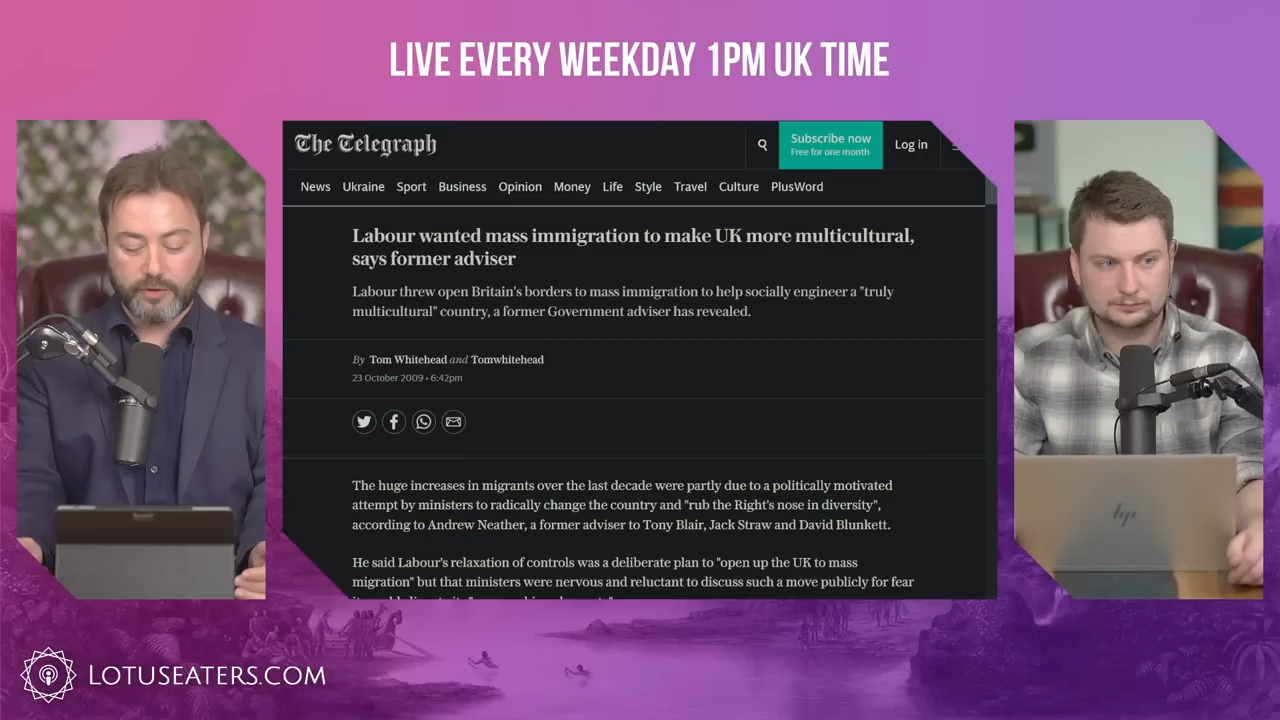 LIVE EVERY WEEKDAY 1PM UK TIME
The Telegraph
Subscribe now
Free for one month
Log in
News Ukraine Sport Business Opinion Money Life Style Travel Culture PlusWord
Labour wanted mass immigration to make UK more multicultural,
says former adviser
Labour threw open Britain's borders to mass immigration to help socially engineer a "truly
multicultural" country, a former Government adviser has revealed.
By Tom Whitehead and Tomwhitehead
23 October 2009 • 6:42pm
The huge increases in migrants over the last decade were partly due to a politically motivated
attempt by ministers to radically change the country and "rub the Right's nose in diversity",
according to Andrew Neather, a former adviser to Tony Blair, Jack Straw and David Blunkett.
He said Labour's relaxation of controls was a deliberate plan to "open up the UK to mass
migration" but that ministers were nervous and reluctant to discuss such a move publicly for fear
hp
LOTUSEATERS.COM